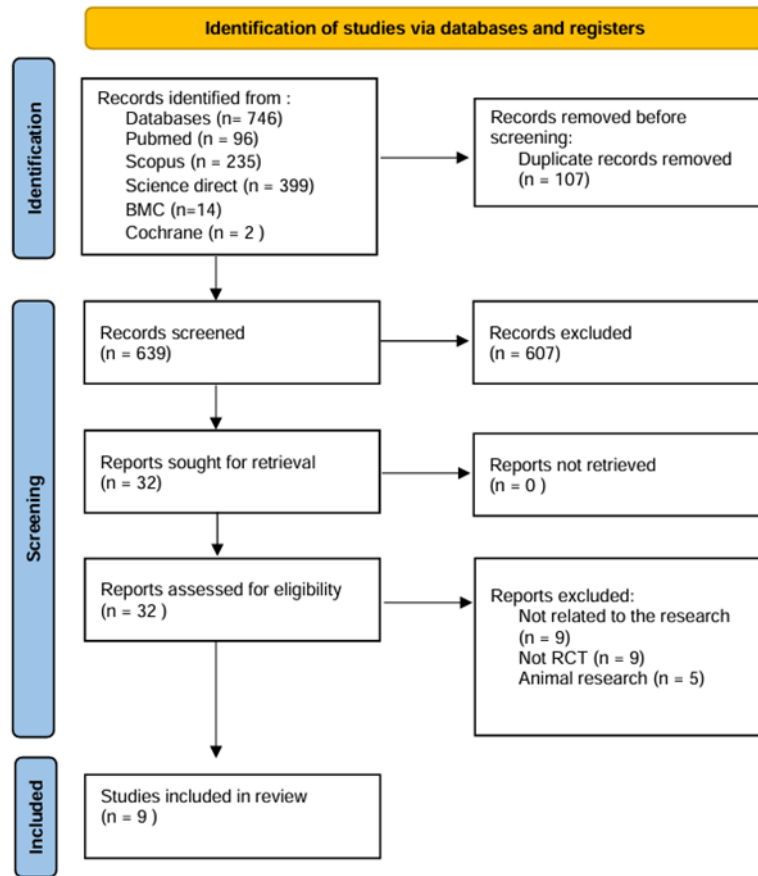 Identification of studies via databases and registers
Identification
Records identified from :
Databases (n= 746)
Pubmed (n = 96)
Scopus (n = 235)
Science direct (n = 399)
BMC (n=14)
Cochrane (n = 2 )
Records removed before
screening:
Duplicate records removed
(n = 107)
Screening
Records screened
(n = 639)
Records excluded
(n = 607)
Reports sought for retrieval
(n = 32)
Reports not retrieved
(n = 0 )
Reports assessed for eligibility
(n = 32 )
Reports excluded:
Not related to the research
(n = 9)
Not RCT (n = 9)
Animal research (n = 5)
Included
Studies included in review
(n = 9 )